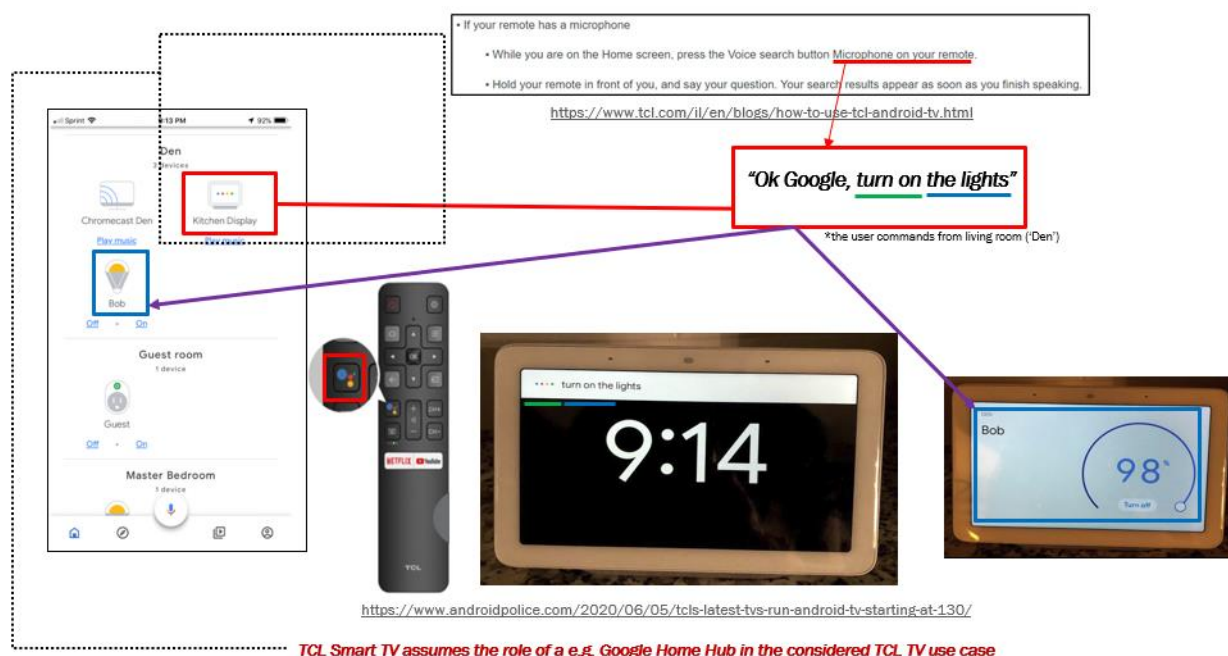 • If your remote has a microphone
• While you are on the Home screen, press the Voice search button Microphone on your remote.
• Hold your remote in front of you, and say your question. Your search results appear as soon as you finish speaking.
https://www.tcl.com/il/en/blogs/how-to-use-tcl-android-tv.html
Sprint
:13 PM
92%
Den
devices
Chromecast Den
Kitchen Display
Play music
Play music
Bob
Off
On
Guest room
1 device
Guest
Off
On
Master Bedroom
1 device
"Ok Google, turn on the lights"
*the user commands from living room ('Den')
OK
CH+
CH-
NETFLIX
YouTube
TCL
turn on the lights
9:14
Bob
98%
Turn off
https://www.androidpolice.com/2020/06/05/tcls-latest-tvs-run-android-tv-starting-at-130/
TCL Smart TV assumes the role of a e.g. Google Home Hub in the considered TCL TV use case